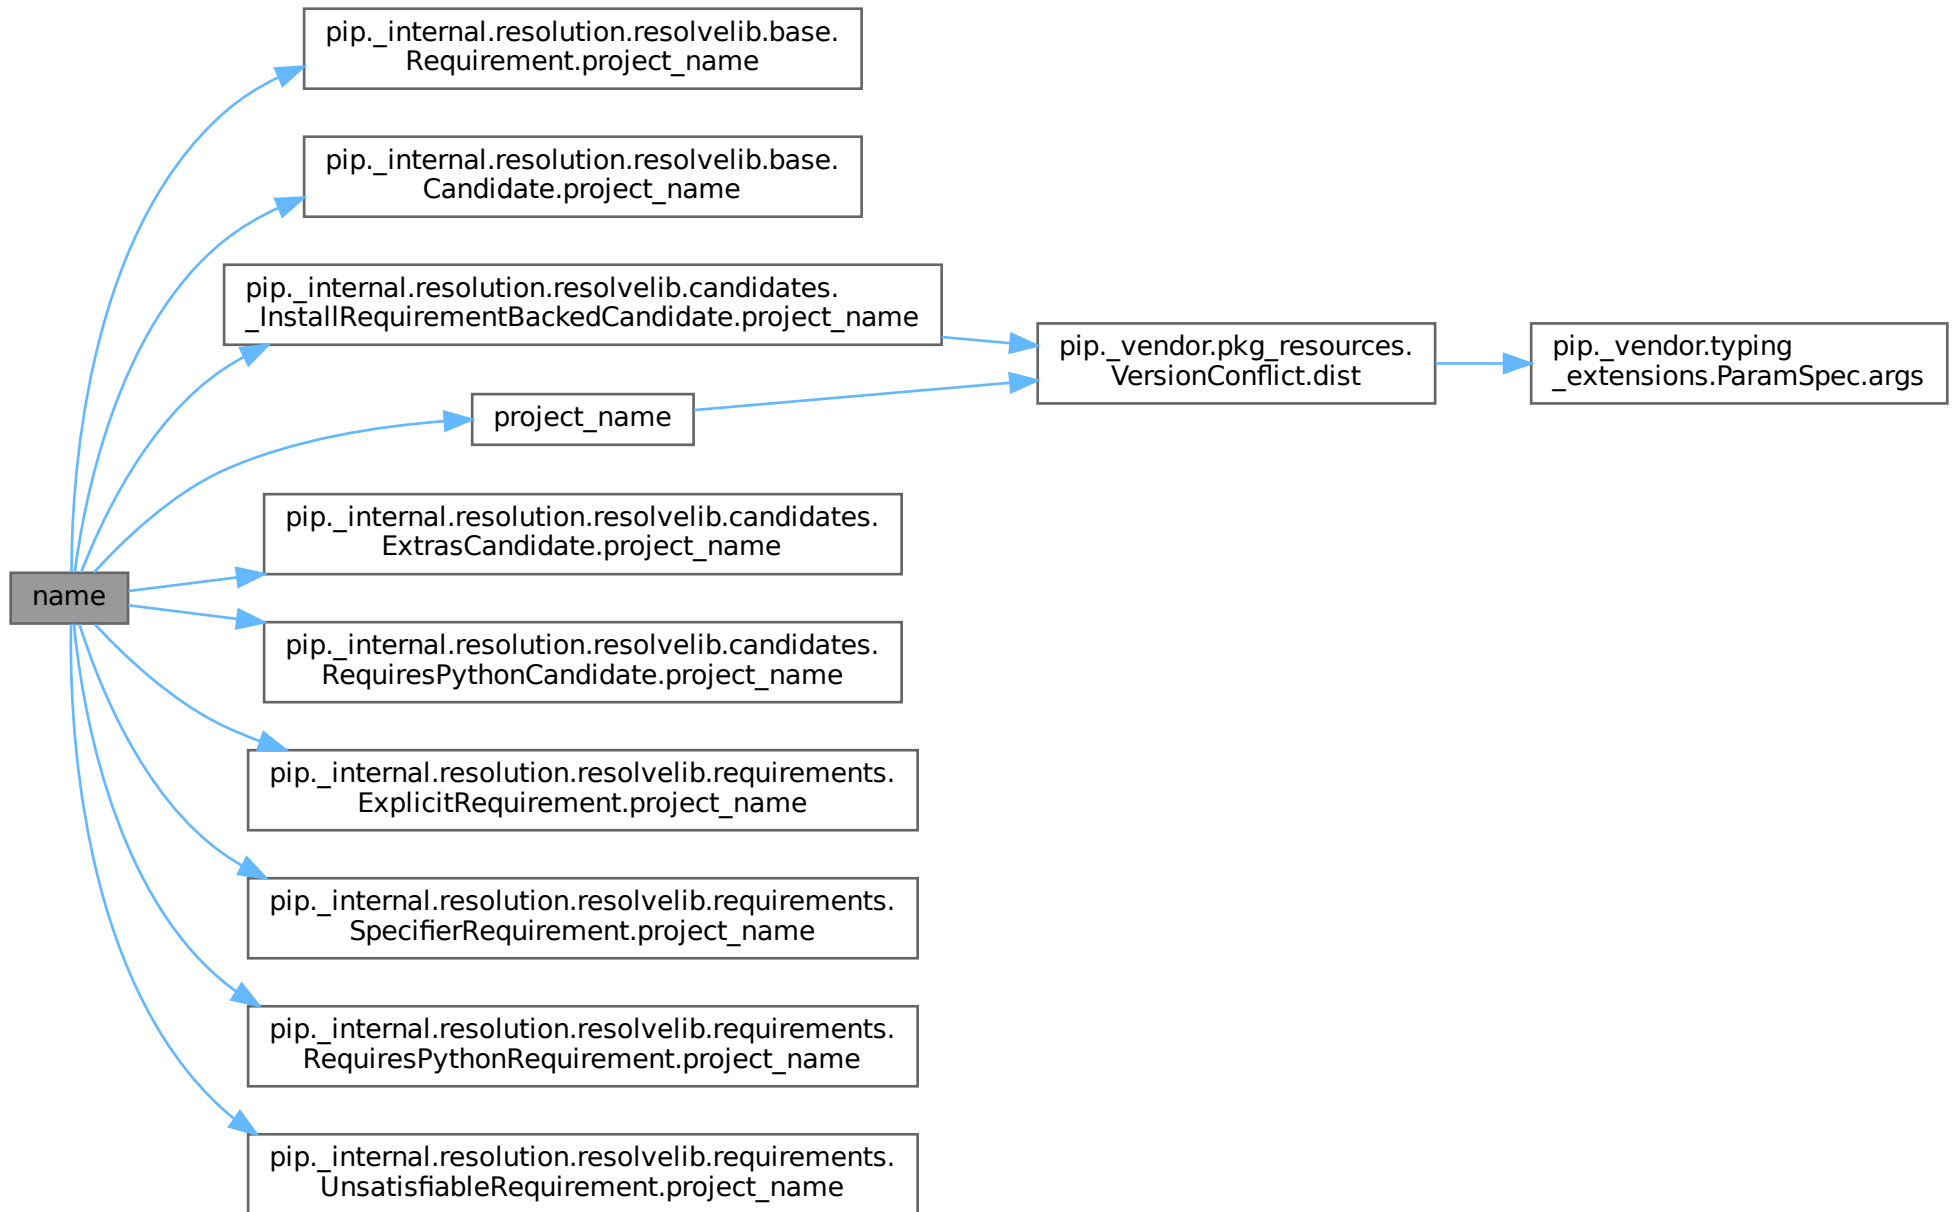 pip._internal.resolution.resolvelib.base.
Requirement.project_name
pip._internal.resolution.resolvelib.base.
Candidate.project_name
pip._internal.resolution.resolvelib.candidates.
_InstallRequirementBackedCandidate.project_name
pip._vendor.pkg_resources.
VersionConflict.dist
pip._vendor.typing
_extensions.ParamSpec.args
project_name
pip._internal.resolution.resolvelib.candidates.
ExtrasCandidate.project_name
name
pip._internal.resolution.resolvelib.candidates.
RequiresPythonCandidate.project_name
pip._internal.resolution.resolvelib.requirements.
ExplicitRequirement.project_name
pip._internal.resolution.resolvelib.requirements.
SpecifierRequirement.project_name
pip._internal.resolution.resolvelib.requirements.
RequiresPythonRequirement.project_name
pip._internal.resolution.resolvelib.requirements.
UnsatisfiableRequirement.project_name